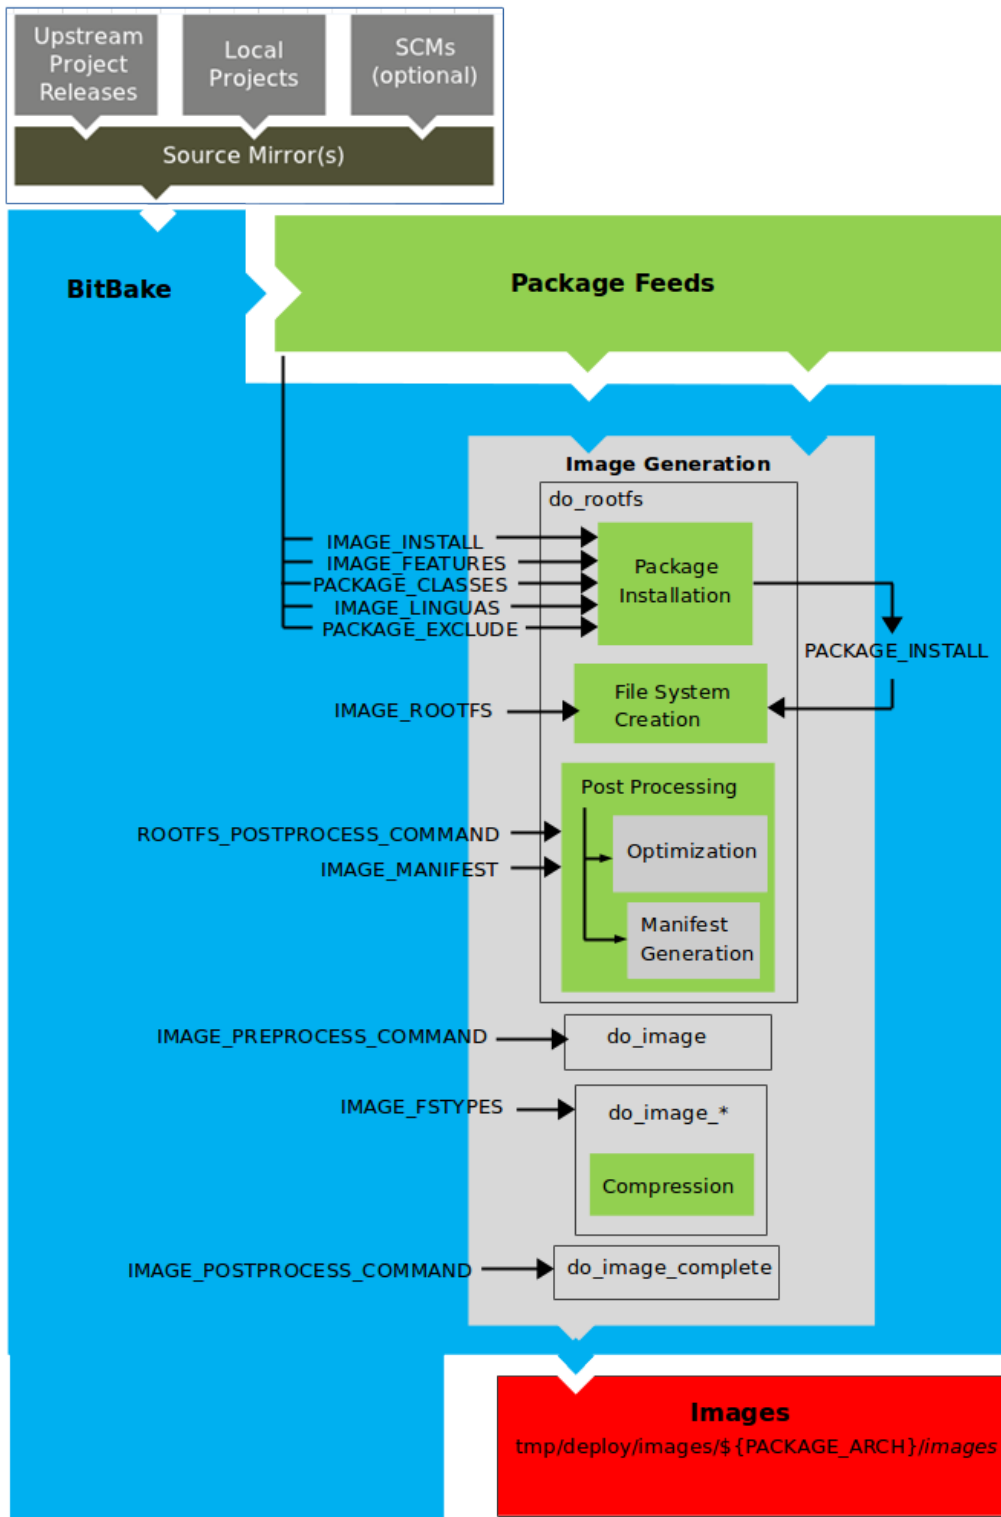 Upstream
Project
Releases
Local
Projects
SCMs
(optional)
Source Mirror(s)
BitBake
Package Feeds
Image Generation
do_rootfs
IMAGE_INSTALL
IMAGE_FEATURES
PACKAGE_CLASSES
IMAGE_LINGUAS
PACKAGE_EXCLUDE
Package
Installation
PACKAGE_INSTALL
IMAGE_ROOTFS
File System
Creation
Post Processing
ROOTFS_POSTPROCESS_COMMAND
IMAGE_MANIFEST
Optimization
Manifest
Generation
IMAGE_PREPROCESS_COMMAND
do_image
IMAGE_FSTYPES
do_image_*
Compression
IMAGE_POSTPROCESS_COMMAND
do_image_complete
Images
tmp/deploy/images/${PACKAGE_ARCH}/images